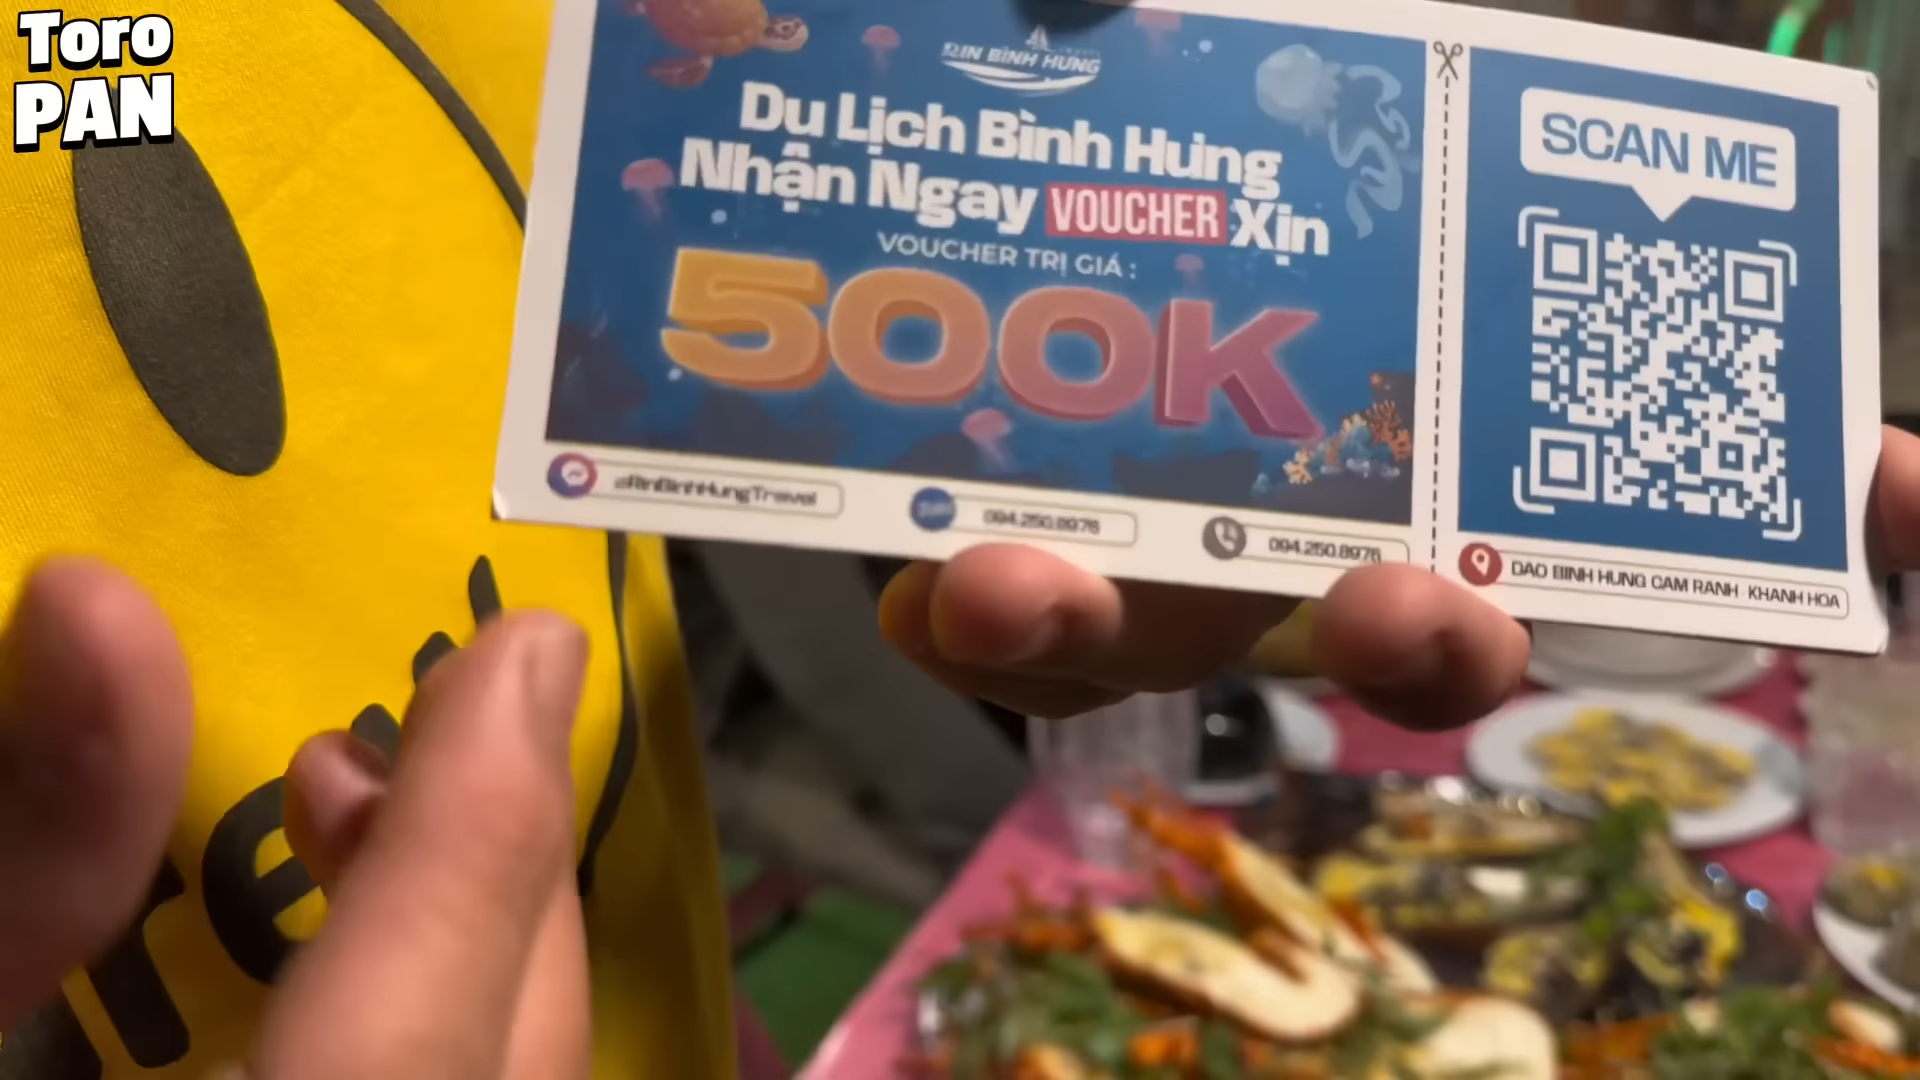 Toro
PAN
RIN BÌNH HƯNG
Du Lịch Bình Hưng
Nhận Ngay VOUCHER Xịn
VOUCHER TRỊ GIÁ :
500K
@RinBinhHungTravel
094.250.8976
094.250.8976
SCAN ME
DAO BINH HUNG CAM RANH - KHANH HOA
re